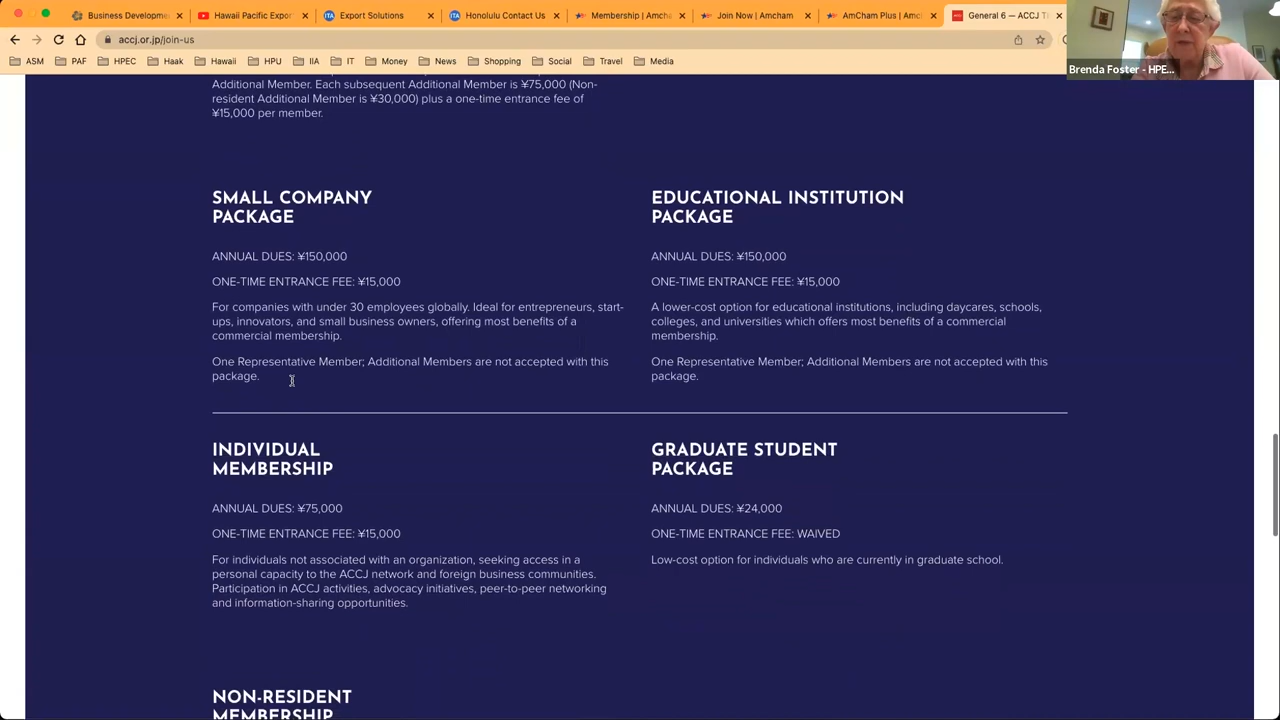 Business Developme
Hawaii Pacific Expor
Export Solutions
Honolulu Contact Us
Membership | Amcha
Join Now | Amcham
AmCham Plus | Amch
General 6 — ACCJ T
accj.or.jp/join-us
ASM
PAF
HPEC
Haak
Hawaii
HPU
IIA
IT
Money
News
Shopping
Social
Travel
Media
Brenda Foster - HPE...
Additional Member. Each subsequent Additional Member is ¥75,000 (Non-
resident Additional Member is ¥30,000) plus a one-time entrance fee of
¥15,000 per member.
SMALL COMPANY
PACKAGE
ANNUAL DUES: ¥150,000
ONE-TIME ENTRANCE FEE: ¥15,000
For companies with under 30 employees globally. Ideal for entrepreneurs, start-
ups, innovators, and small business owners, offering most benefits of a
commercial membership.
One Representative Member; Additional Members are not accepted with this
package.
EDUCATIONAL INSTITUTION
PACKAGE
ANNUAL DUES: ¥150,000
ONE-TIME ENTRANCE FEE: ¥15,000
A lower-cost option for educational institutions, including daycares, schools,
colleges, and universities which offers most benefits of a commercial
membership.
One Representative Member; Additional Members are not accepted with this
package.
INDIVIDUAL
MEMBERSHIP
ANNUAL DUES: ¥75,000
ONE-TIME ENTRANCE FEE: ¥15,000
For individuals not associated with an organization, seeking access in a
personal capacity to the ACCJ network and foreign business communities.
Participation in ACCJ activities, advocacy initiatives, peer-to-peer networking
and information-sharing opportunities.
GRADUATE STUDENT
PACKAGE
ANNUAL DUES: ¥24,000
ONE-TIME ENTRANCE FEE: WAIVED
Low-cost option for individuals who are currently in graduate school.
NON-RESIDENT
MEMBERSHIP